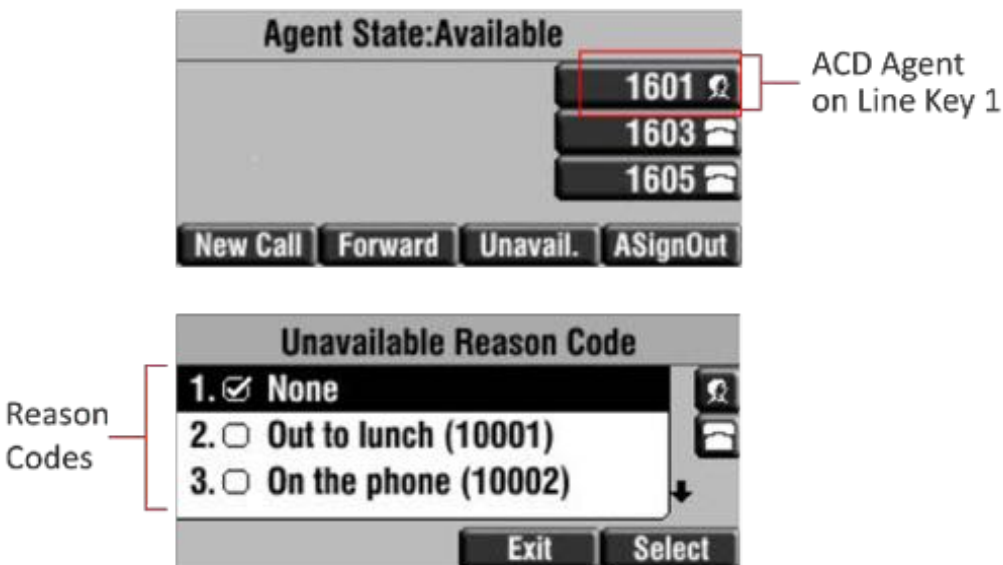 Agent State:Available
1601
ACD Agent
on Line Key 1
1603
1605
New Call Forward Unavail. ASignOut
Unavailable Reason Code
Reason
Codes
1. None
2. Out to lunch (10001)
3. On the phone (10002)
Exit Select